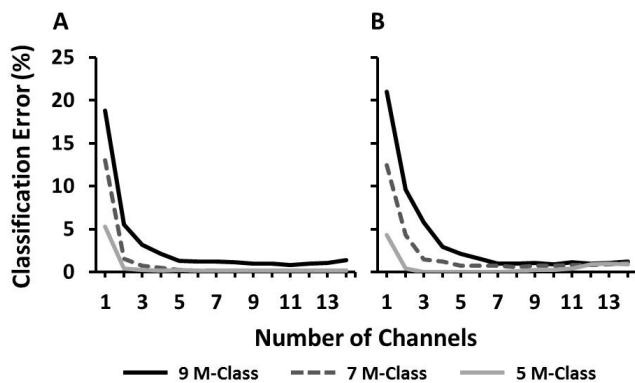 A B
Classification Error (%)
25
20
15
10
5
0
1 3 5 7 9 11 13 1 3 5 7 9 11 13
Number of Channels
9 M-Class 7 M-Class 5 M-Class